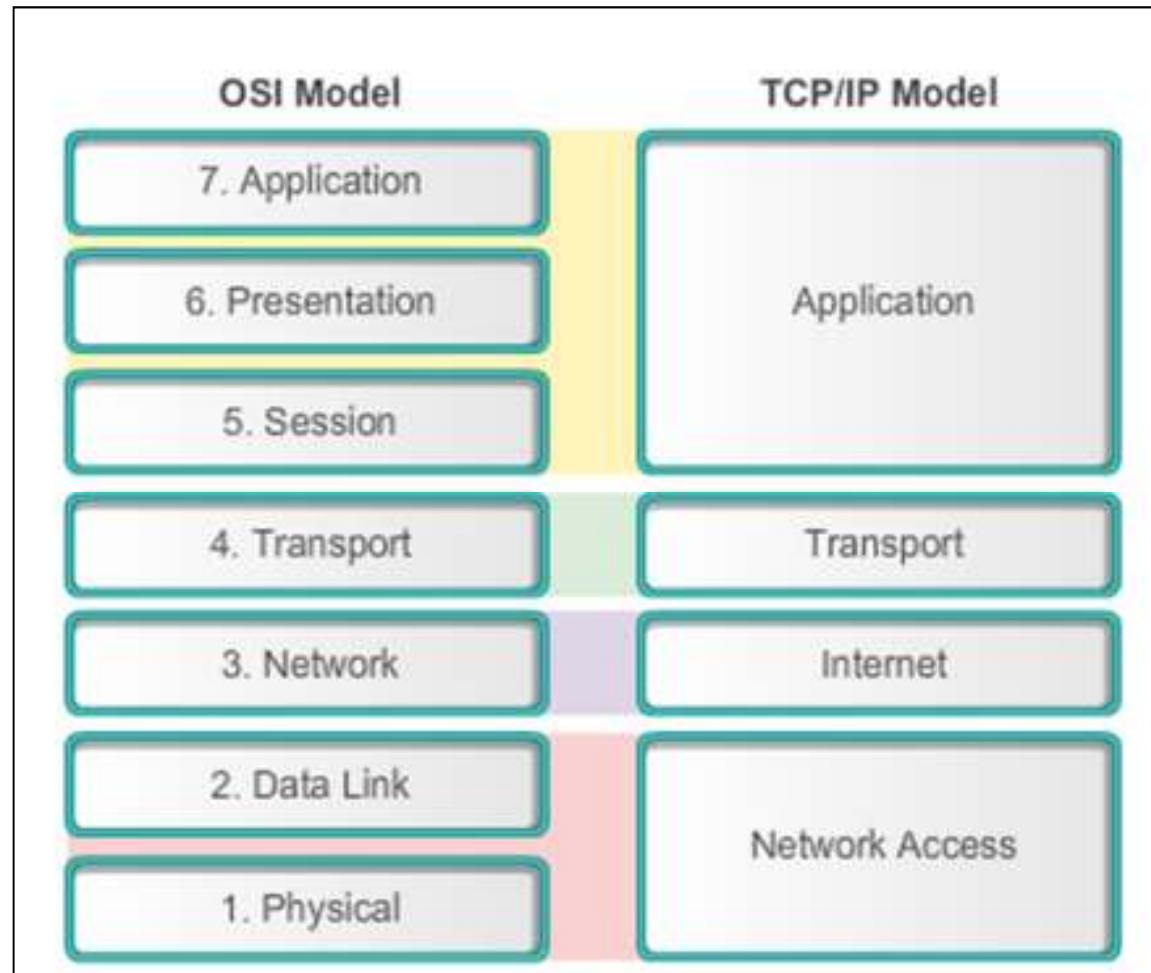 OSI Model
TCP/IP Model
7. Application
6. Presentation
5. Session
4. Transport
3. Network
2. Data Link
1. Physical
Application
Transport
Internet
Network Access